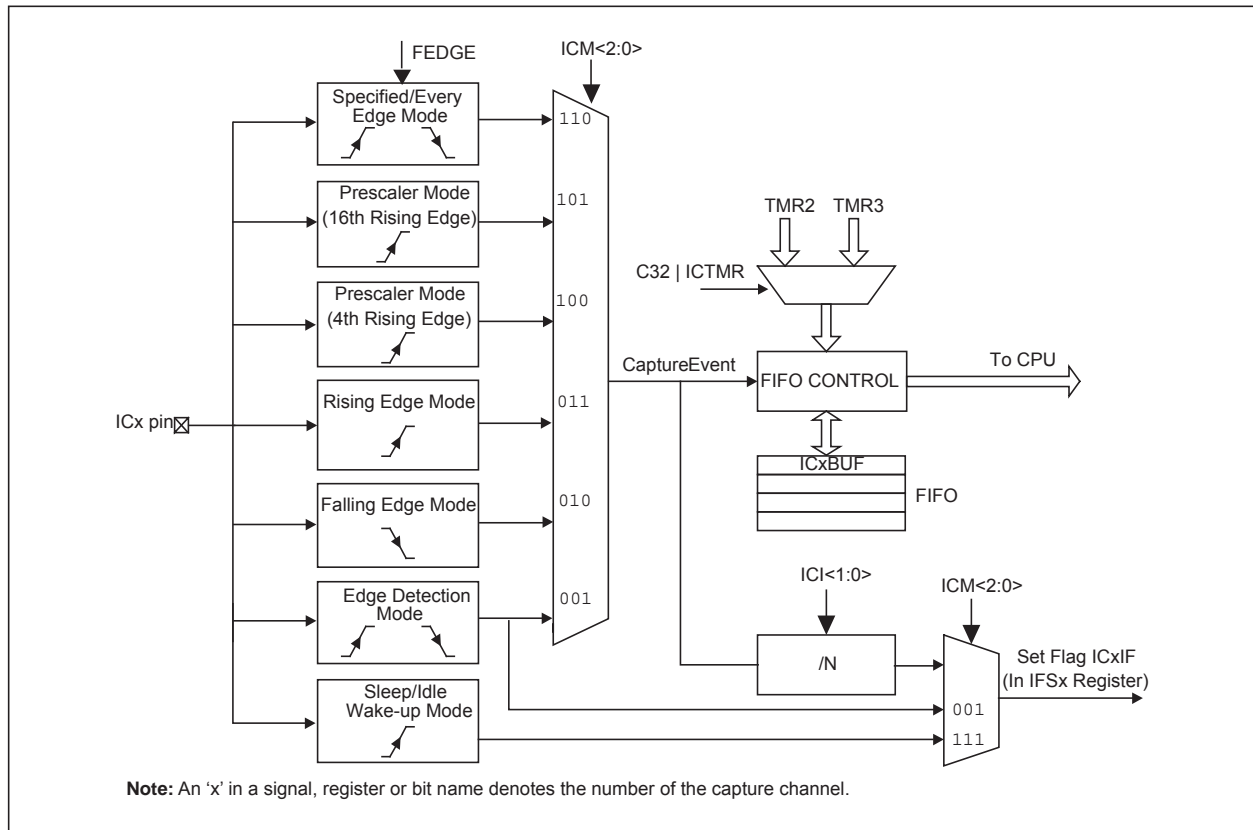 FEDGE
ICM<2:0>
Specified/Every
Edge Mode
110
Prescaler Mode
(16th Rising Edge)
101
TMR2
TMR3
C32 | ICTMR
Prescaler Mode
(4th Rising Edge)
100
CaptureEvent
FIFO CONTROL
To CPU
ICx pin
Rising Edge Mode
011
ICxBUF
FIFO
Falling Edge Mode
010
Edge Detection
Mode
001
ICI<1:0>
ICM<2:0>
/N
Set Flag ICxIF
(In IFSx Register)
001
111
Sleep/Idle
Wake-up Mode
Note: An ‘x’ in a signal, register or bit name denotes the number of the capture channel.